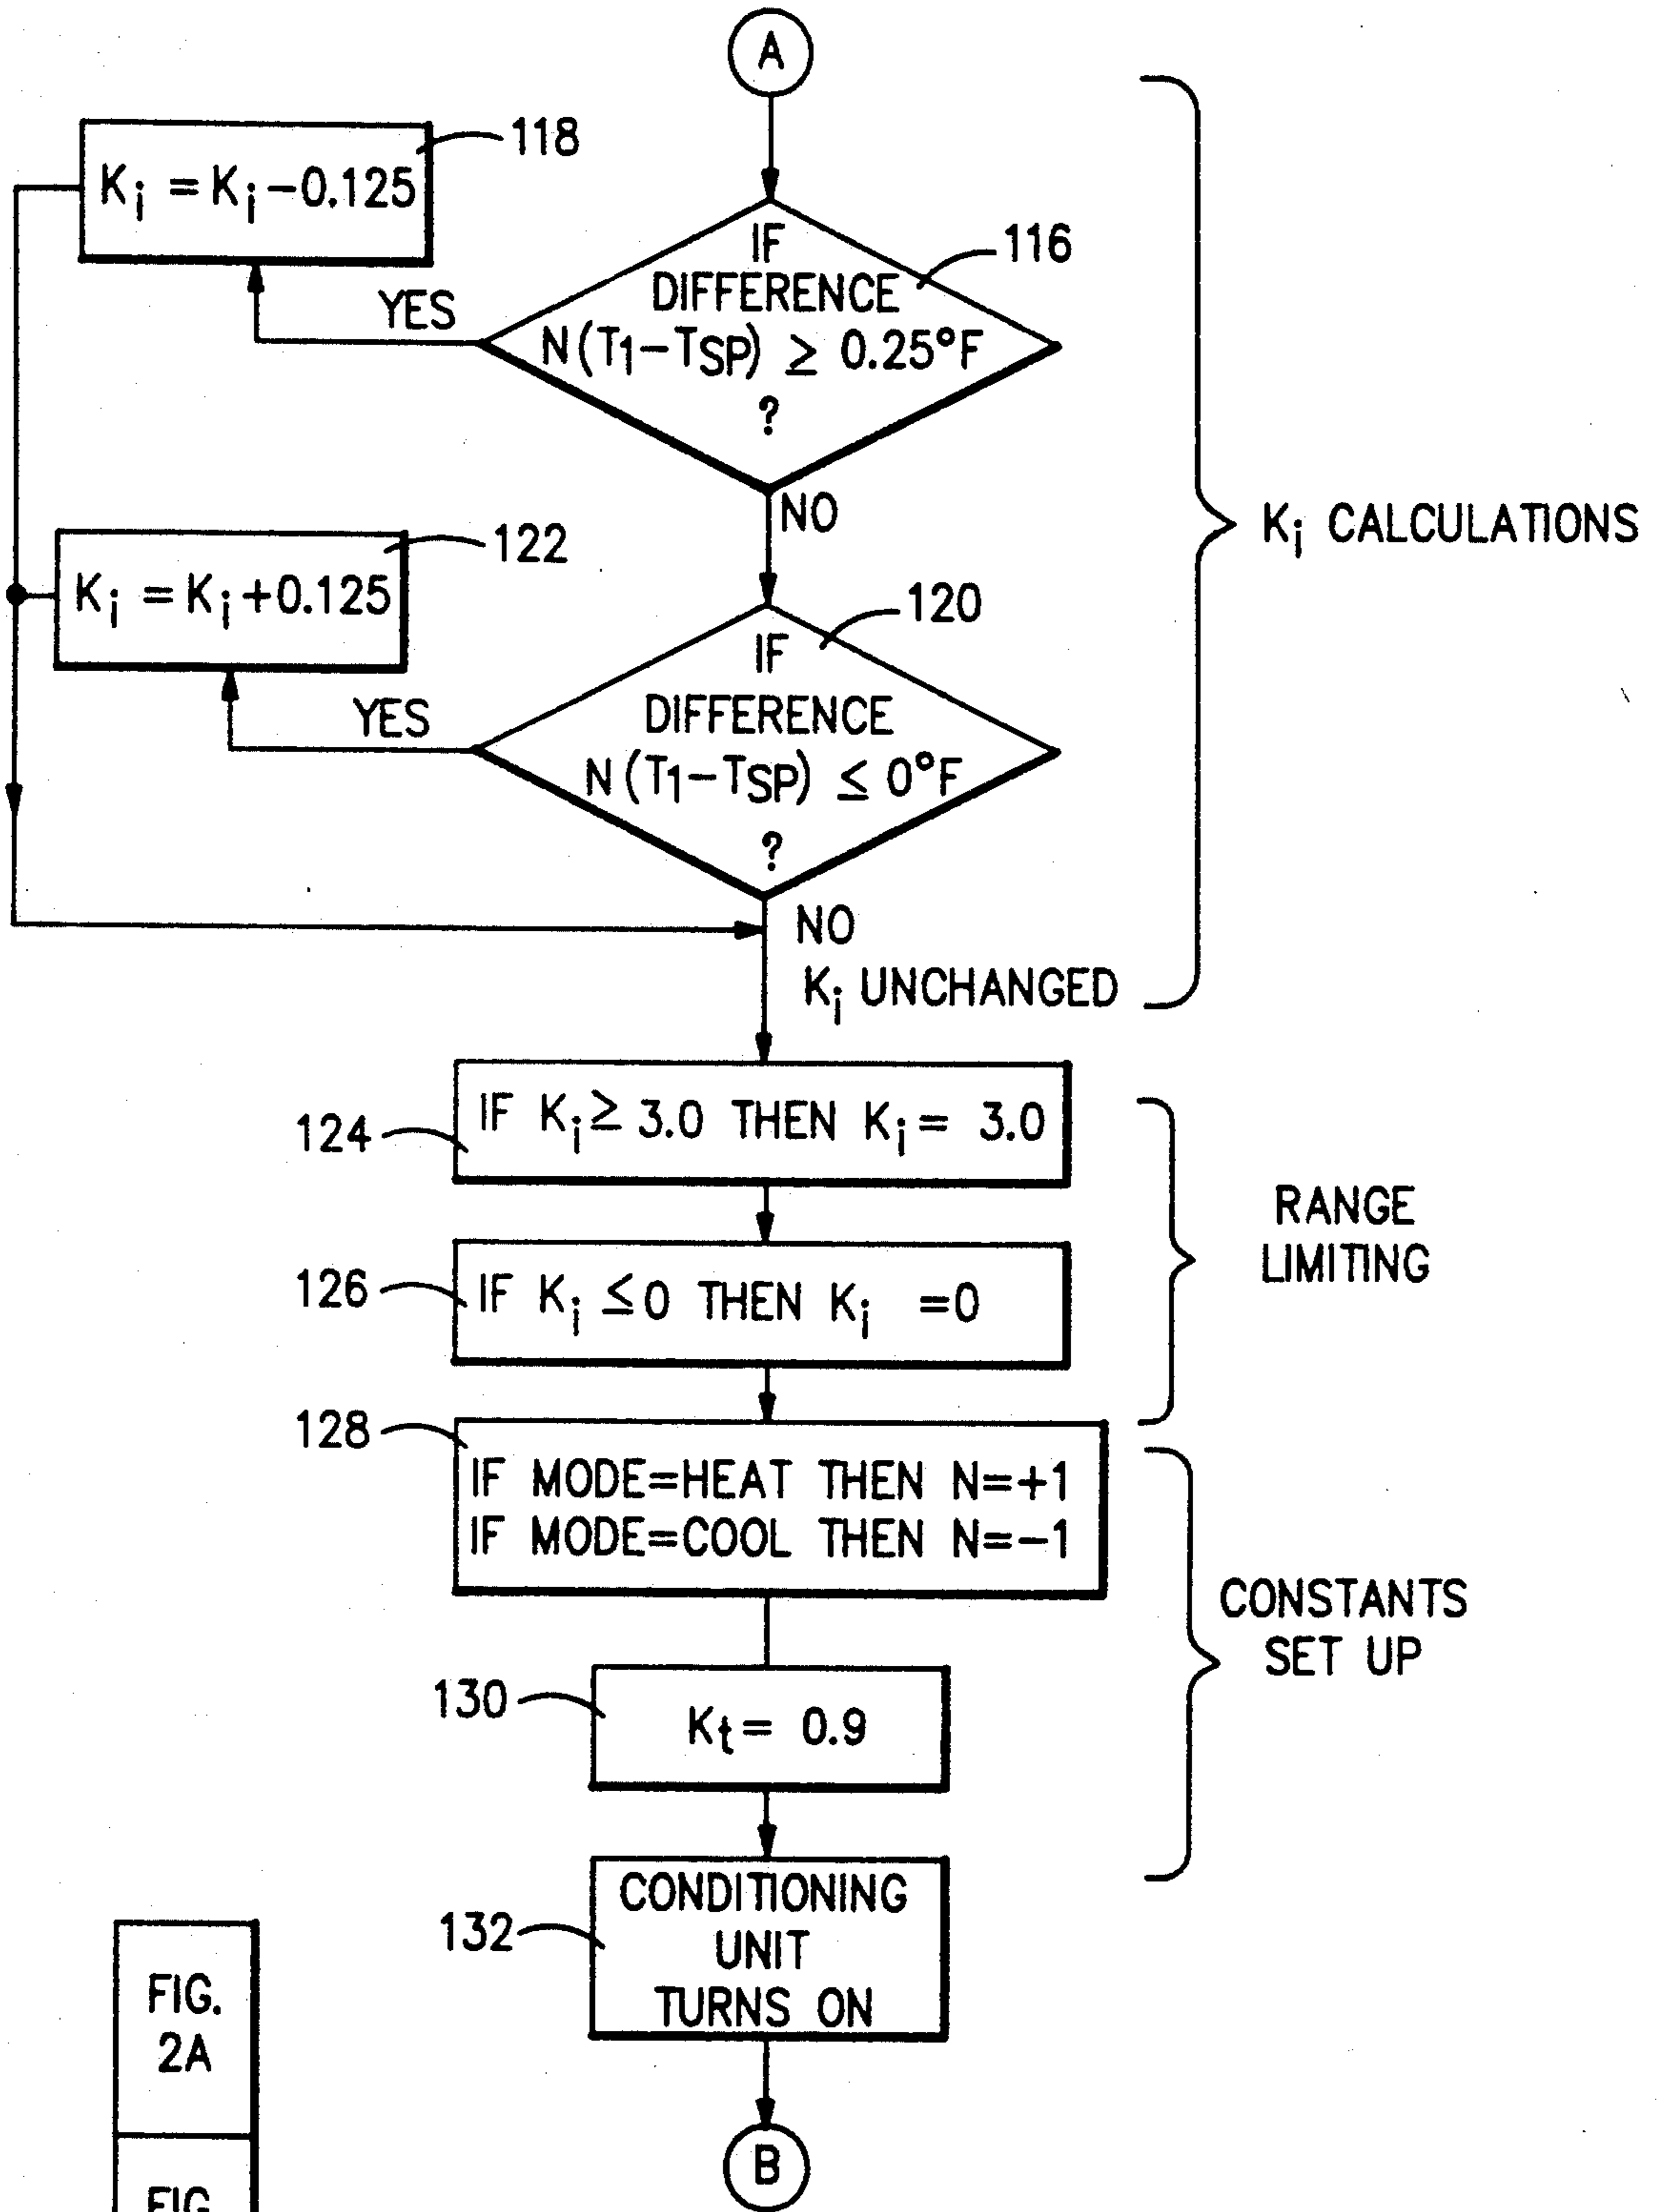 A
118
Ki = Ki -0.125
116
IF
DIFFERENCE
N(T1-TSP) ≥ 0.25°F
?
YES
NO
Ki CALCULATIONS
122
Ki = Ki +0.125
120
IF
DIFFERENCE
N(T1-TSP) ≤ 0°F
?
YES
NO
Ki UNCHANGED
124
IF Ki ≥ 3.0 THEN Ki = 3.0
RANGE
LIMITING
126
IF Ki ≤0 THEN Ki =0
128
IF MODE=HEAT THEN N=+1
IF MODE=COOL THEN N=-1
CONSTANTS
SET UP
130
Kt= 0.9
132
CONDITIONING
UNIT
TURNS ON
FIG.
2A
B
FIG